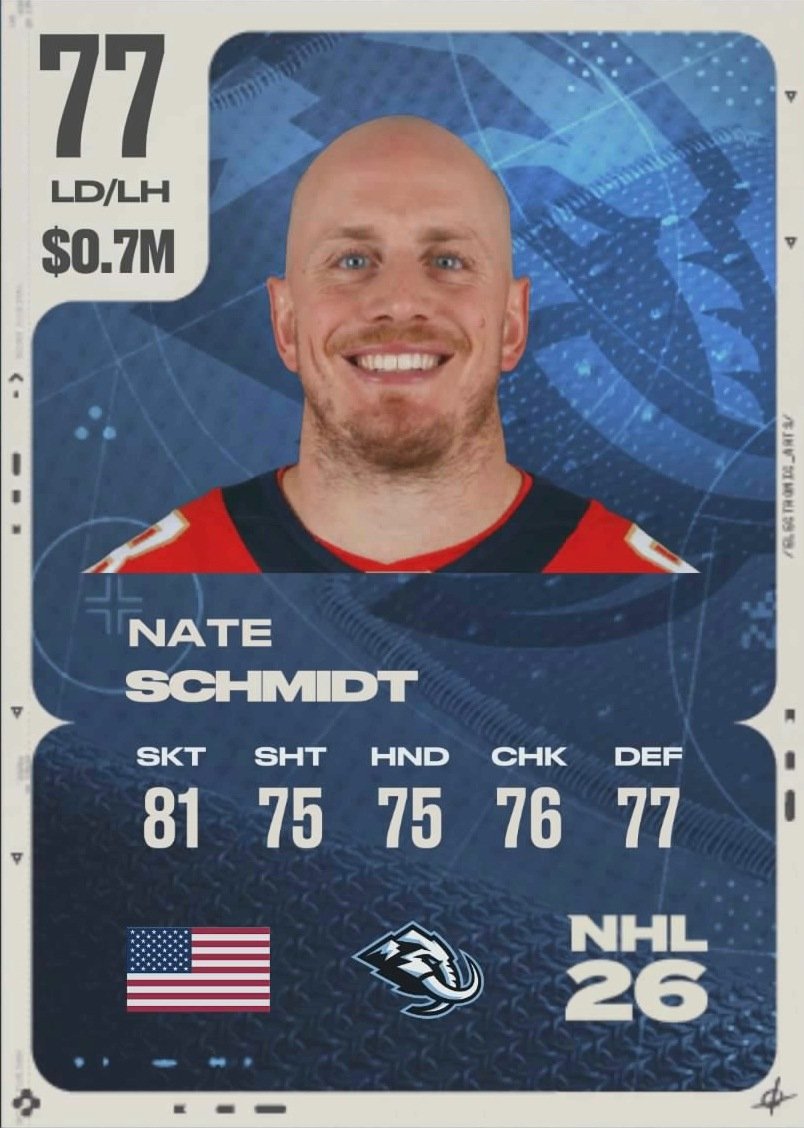 77
LD/LH
$0.7M
NATE
SCHMIDT
SKT SHT HND CHK DEF
81 75 75 76 77
NHL
26